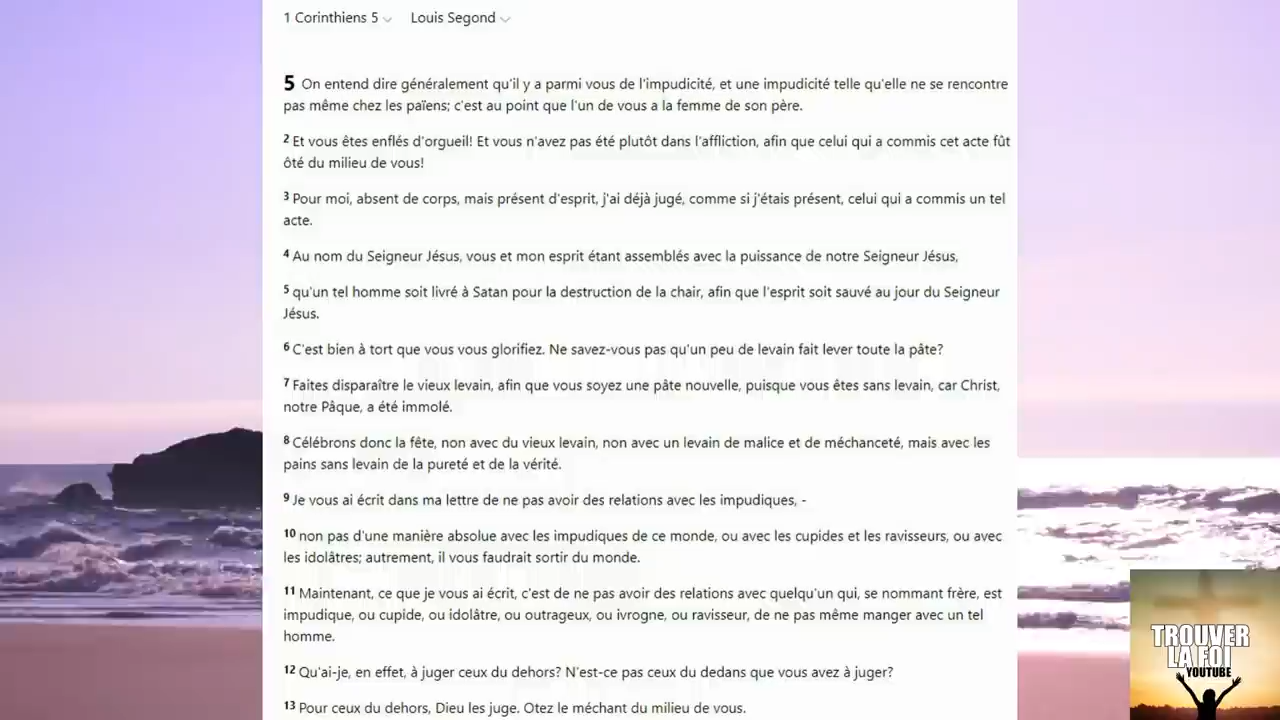 1 Corinthiens 5 Louis Segond
5 On entend dire généralement qu'il y a parmi vous de l'impudicité, et une impudicité telle qu'elle ne se rencontre
pas même chez les païens; c'est au point que l'un de vous a la femme de son père.
2 Et vous êtes enflés d'orgueil! Et vous n'avez pas été plutôt dans l'affliction, afin que celui qui a commis cet acte fût
ôté du milieu de vous!
3 Pour moi, absent de corps, mais présent d'esprit, j'ai déjà jugé, comme si j'étais présent, celui qui a commis un tel
acte.
4 Au nom du Seigneur Jésus, vous et mon esprit étant assemblés avec la puissance de notre Seigneur Jésus,
5 qu'un tel homme soit livré à Satan pour la destruction de la chair, afin que l'esprit soit sauvé au jour du Seigneur
Jésus.
6 C'est bien à tort que vous vous glorifiez. Ne savez-vous pas qu'un peu de levain fait lever toute la pâte?
7 Faites disparaître le vieux levain, afin que vous soyez une pâte nouvelle, puisque vous êtes sans levain, car Christ,
notre Pâque, a été immolé.
8 Célébrons donc la fête, non avec du vieux levain, non avec un levain de malice et de méchanceté, mais avec les
pains sans levain de la pureté et de la vérité.
9 Je vous ai écrit dans ma lettre de ne pas avoir des relations avec les impudiques, -
10 non pas d'une manière absolue avec les impudiques de ce monde, ou avec les cupides et les ravisseurs, ou avec
les idolâtres; autrement, il vous faudrait sortir du monde.
11 Maintenant, ce que je vous ai écrit, c'est de ne pas avoir des relations avec quelqu'un qui, se nommant frère, est
impudique, ou cupide, ou idolâtre, ou outrageux, ou ivrogne, ou ravisseur, de ne pas même manger avec un tel
homme.
12 Qu'ai-je, en effet, à juger ceux du dehors? N'est-ce pas ceux du dedans que vous avez à juger?
13 Pour ceux du dehors, Dieu les juge. Otez le méchant du milieu de vous.
TROUVER
LA FOI
YOUTUBE